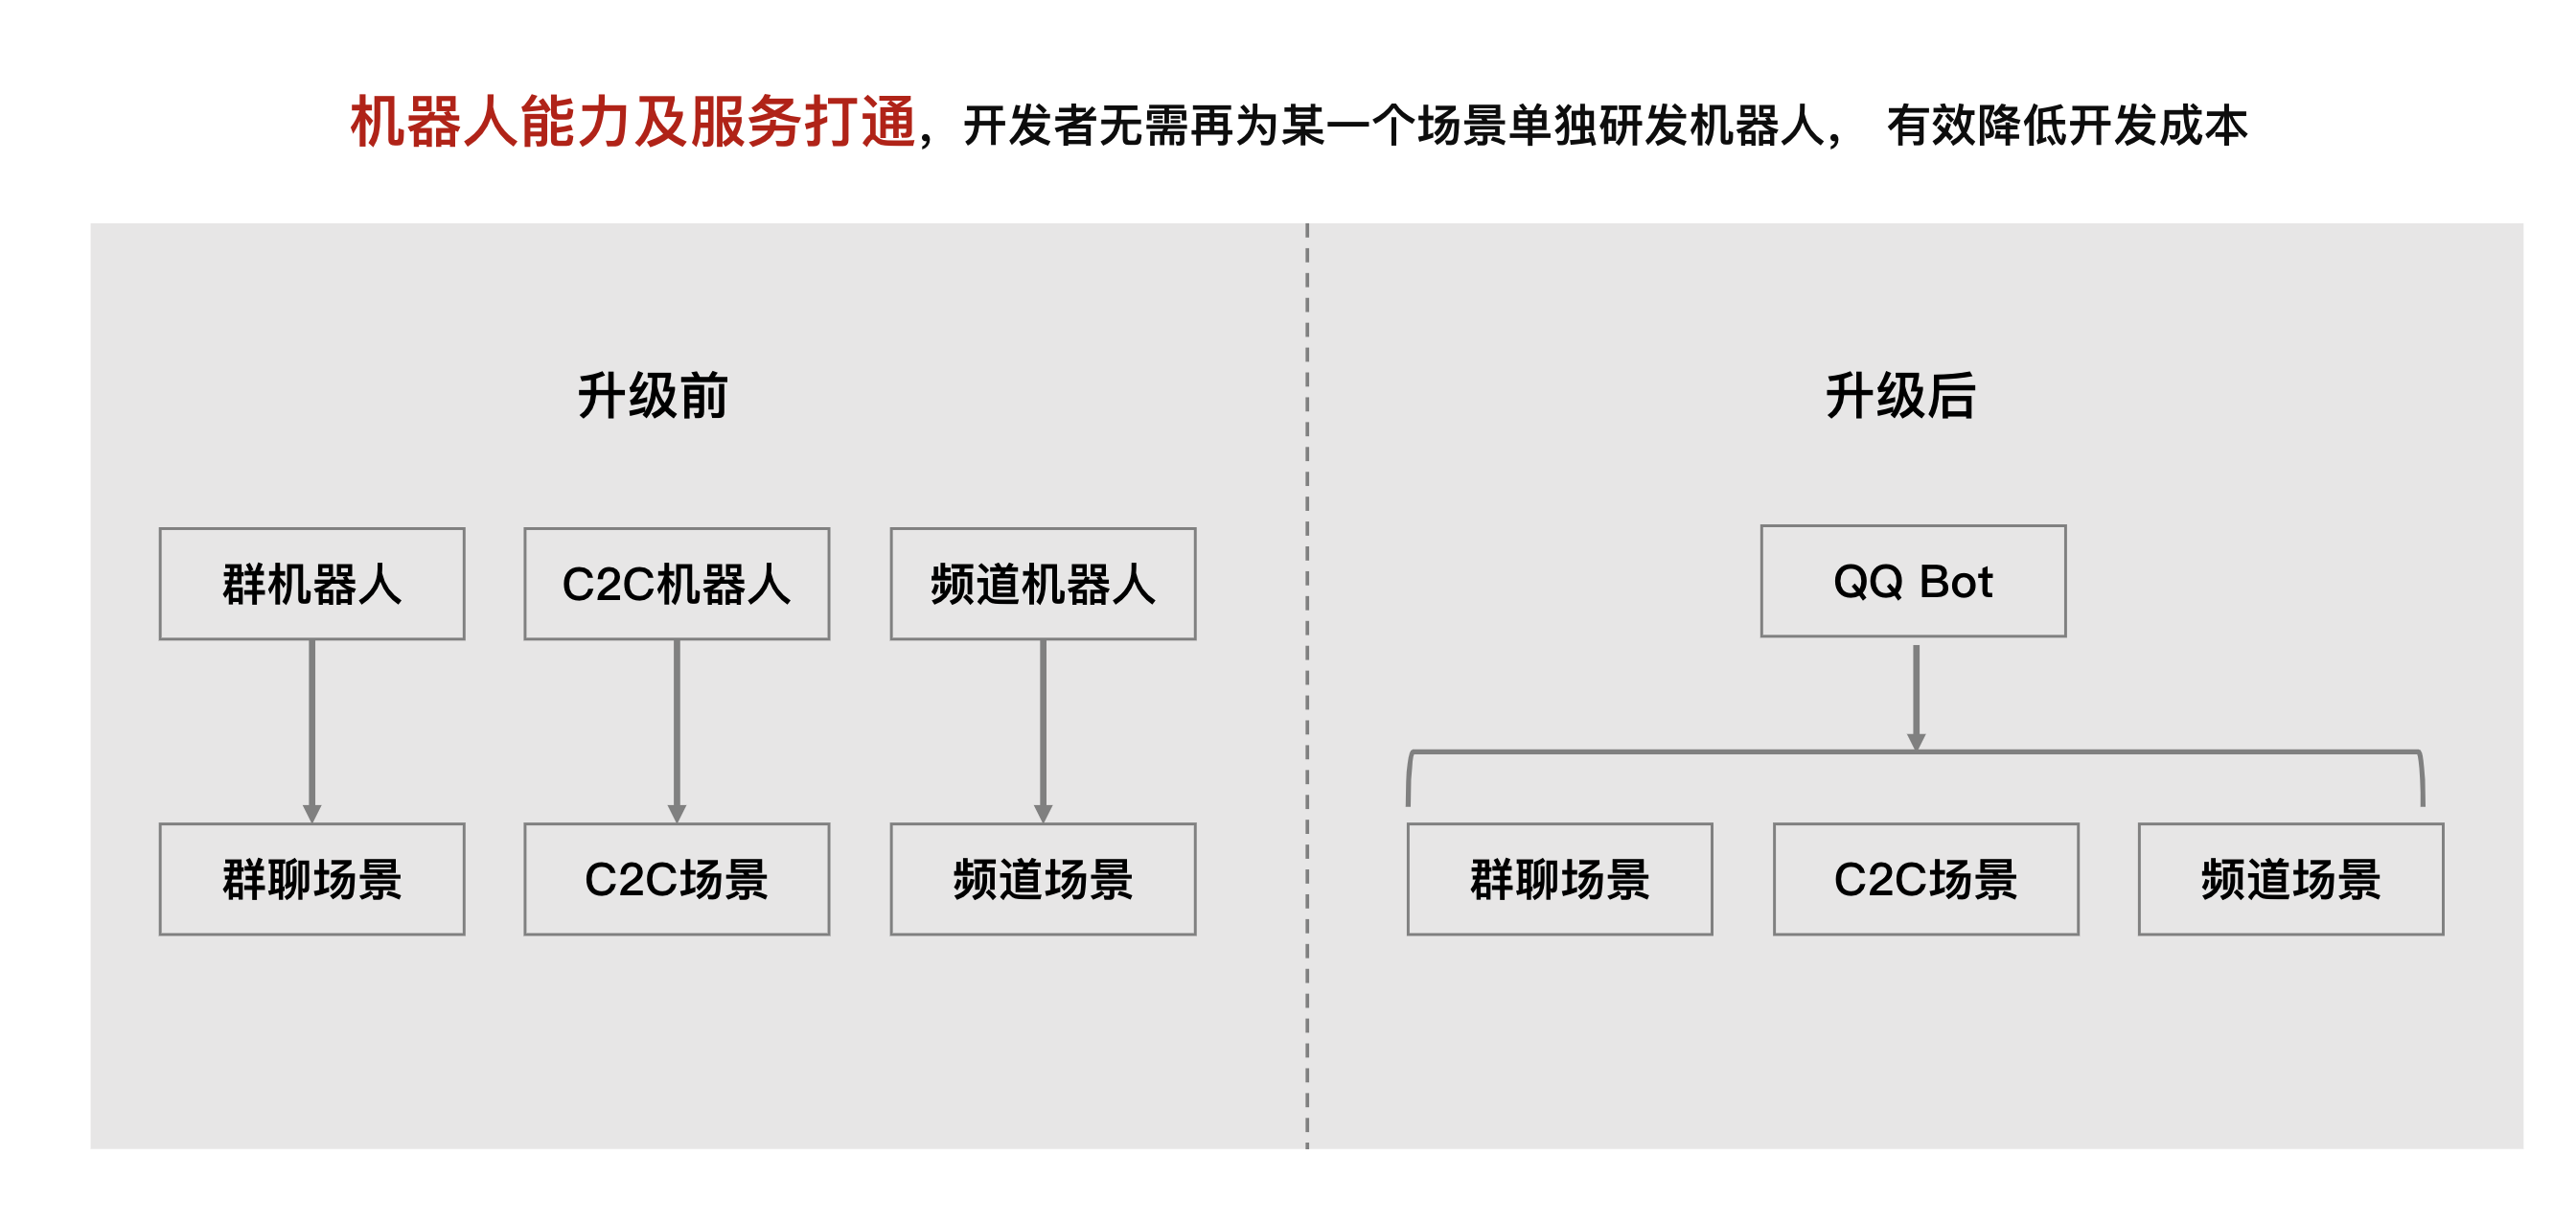 机器人能力及服务打通，开发者无需再为某一个场景单独研发机器人， 有效降低开发成本
升级前
群机器人
C2C机器人
频道机器人
群聊场景
C2C场景
频道场景
升级后
QQ Bot
群聊场景
C2C场景
频道场景